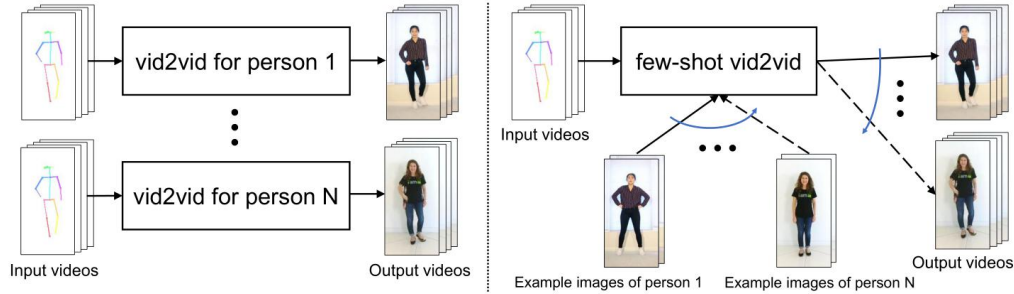 vid2vid for person 1
vid2vid for person N
Input videos
Output videos
few-shot vid2vid
Input videos
Example images of person 1
Example images of person N
Output videos